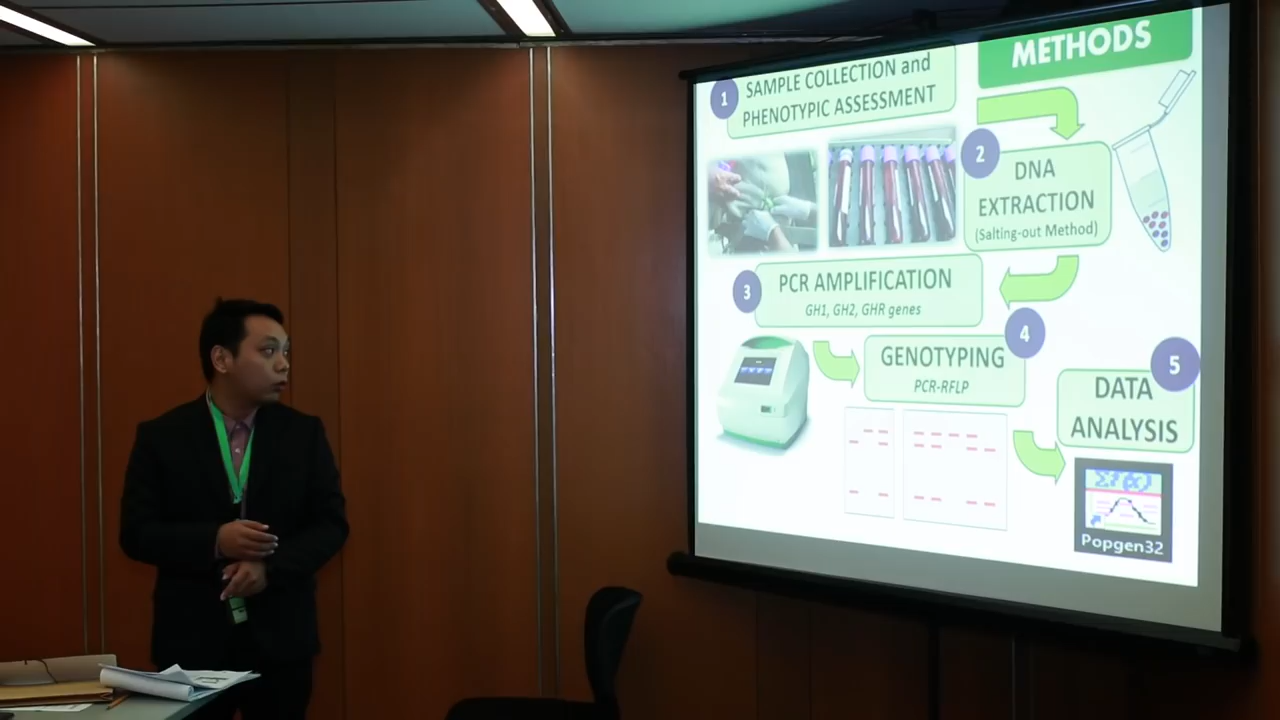 METHODS
1
SAMPLE COLLECTION and
PHENOTYPIC ASSESSMENT
2
DNA
EXTRACTION
(Salting-out Method)
3
PCR AMPLIFICATION
GH1, GH2, GHR genes
4
GENOTYPING
PCR-RFLP
5
DATA
ANALYSIS
Σƒ(x)
Popgen32